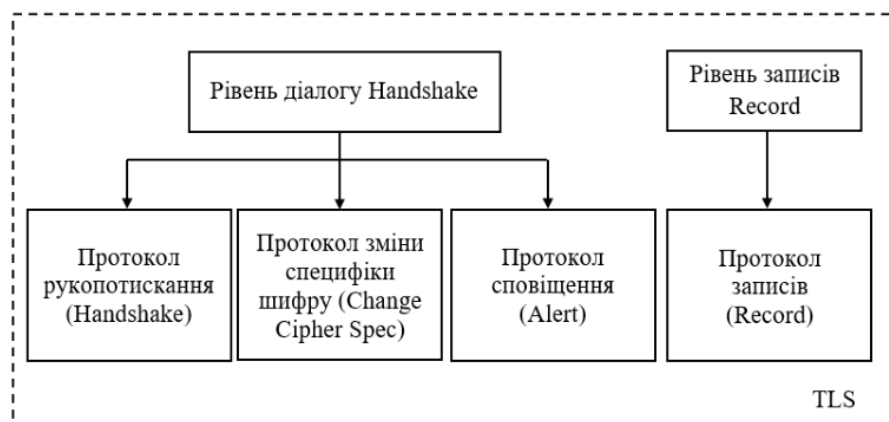 Рівень діалогу Handshake
Рівень записів
Record
Протокол
рукопотискання
(Handshake)
Протокол зміни
специфіки
шифру (Change
Cipher Spec)
Протокол
сповіщення
(Alert)
Протокол
записів
(Record)
TLS